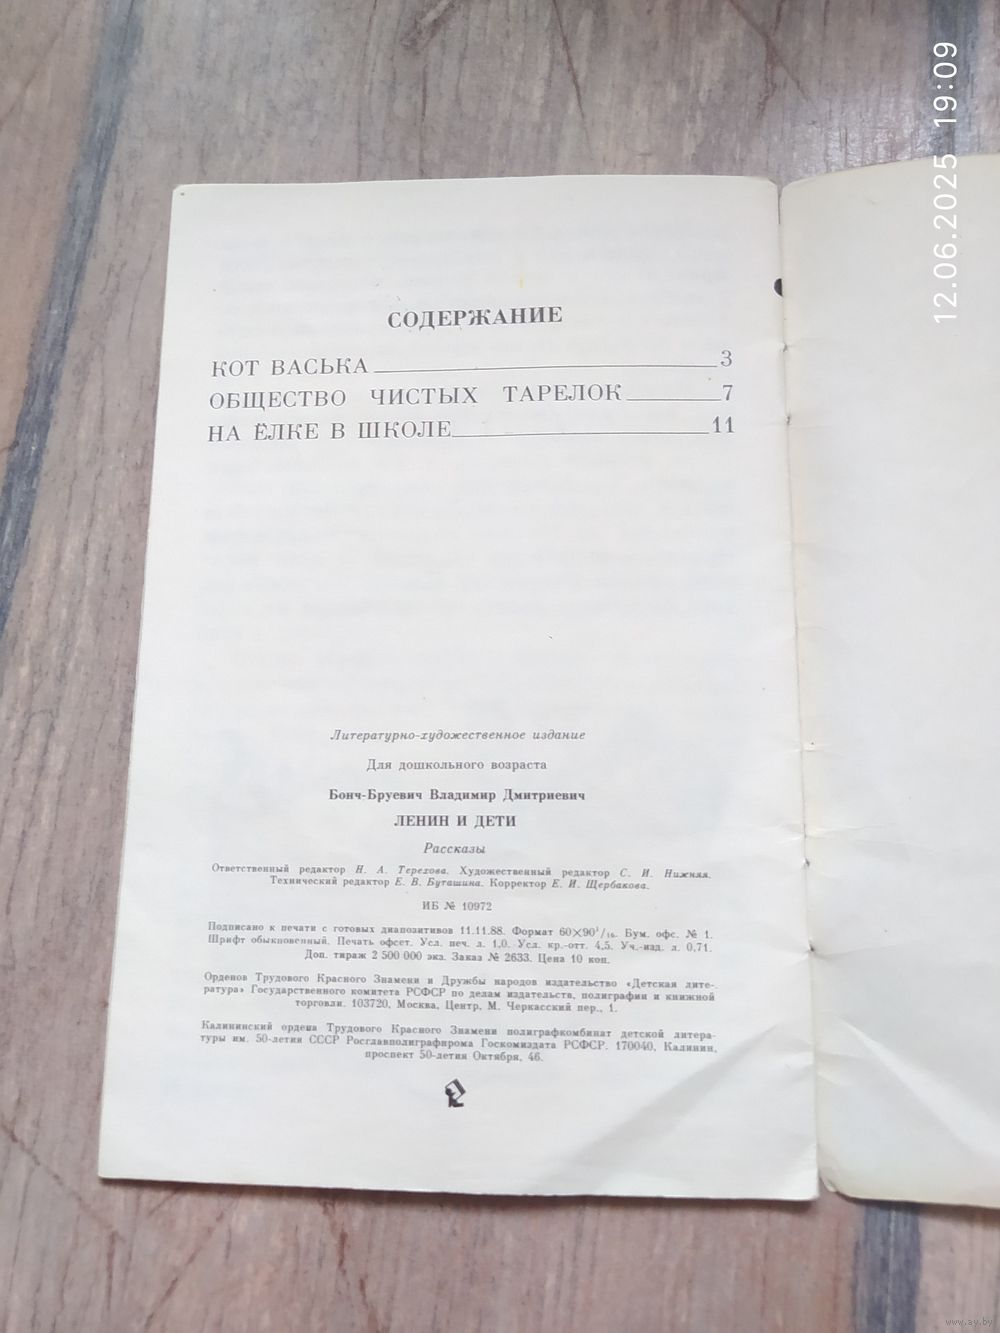 СОДЕРЖАНИЕ
КОТ ВАСЬКА 3
ОБЩЕСТВО ЧИСТЫХ ТАРЕЛОК 7
НА ЁЛКЕ В ШКОЛЕ 11
Литературно-художественное издание
Для дошкольного возраста
Бонч-Бруевич Владимир Дмитриевич
ЛЕНИН И ДЕТИ
Рассказы
Ответственный редактор Н. А. Терехова. Художественный редактор С. И. Нижняя.
Технический редактор Е. В. Буташина. Корректор Е. И. Щербакова.
ИБ № 10972
Подписано к печати с готовых диапозитивов 11.11.88. Формат 60×90¹/₁₆. Бум. офс. № 1.
Шрифт обыкновенный. Печать офсет. Усл. печ. л. 1,0. Усл. кр.-отт. 4,5. Уч.-изд. л. 0,71.
Доп. тираж 2 500 000 экз. Заказ № 2633. Цена 10 коп.
Орденов Трудового Красного Знамени и Дружбы народов издательство «Детская лите-
ратура» Государственного комитета РСФСР по делам издательств, полиграфии и книжной
торговли. 103720, Москва, Центр, М. Черкасский пер., 1.
Калининский ордена Трудового Красного Знамени полиграфкомбинат детской литера-
туры им. 50-летия СССР Росглавполиграфпрома Госкомиздата РСФСР. 170040, Калинин,
проспект 50-летия Октября, 46.
12.06.2025 19:09
www.ay.by